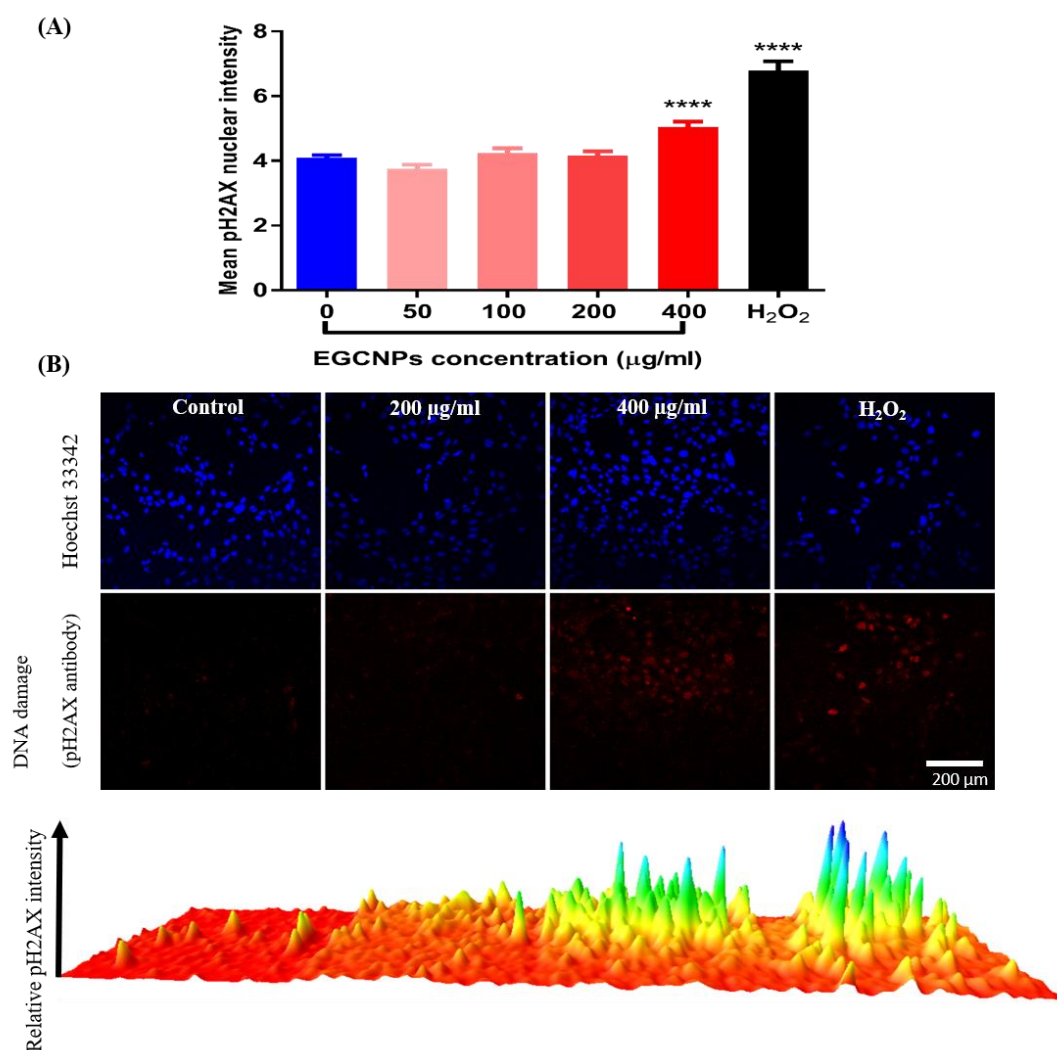 (A)
Mean pH2AX nuclear intensity
8
6
4
2
0
****
****
0 50 100 200 400 H₂O₂
EGCNPs concentration (μg/ml)
(B)
Control 200 μg/ml 400 μg/ml H₂O₂
Hoechst 33342
DNA damage
(pH2AX antibody)
200 μm
Relative pH2AX intensity